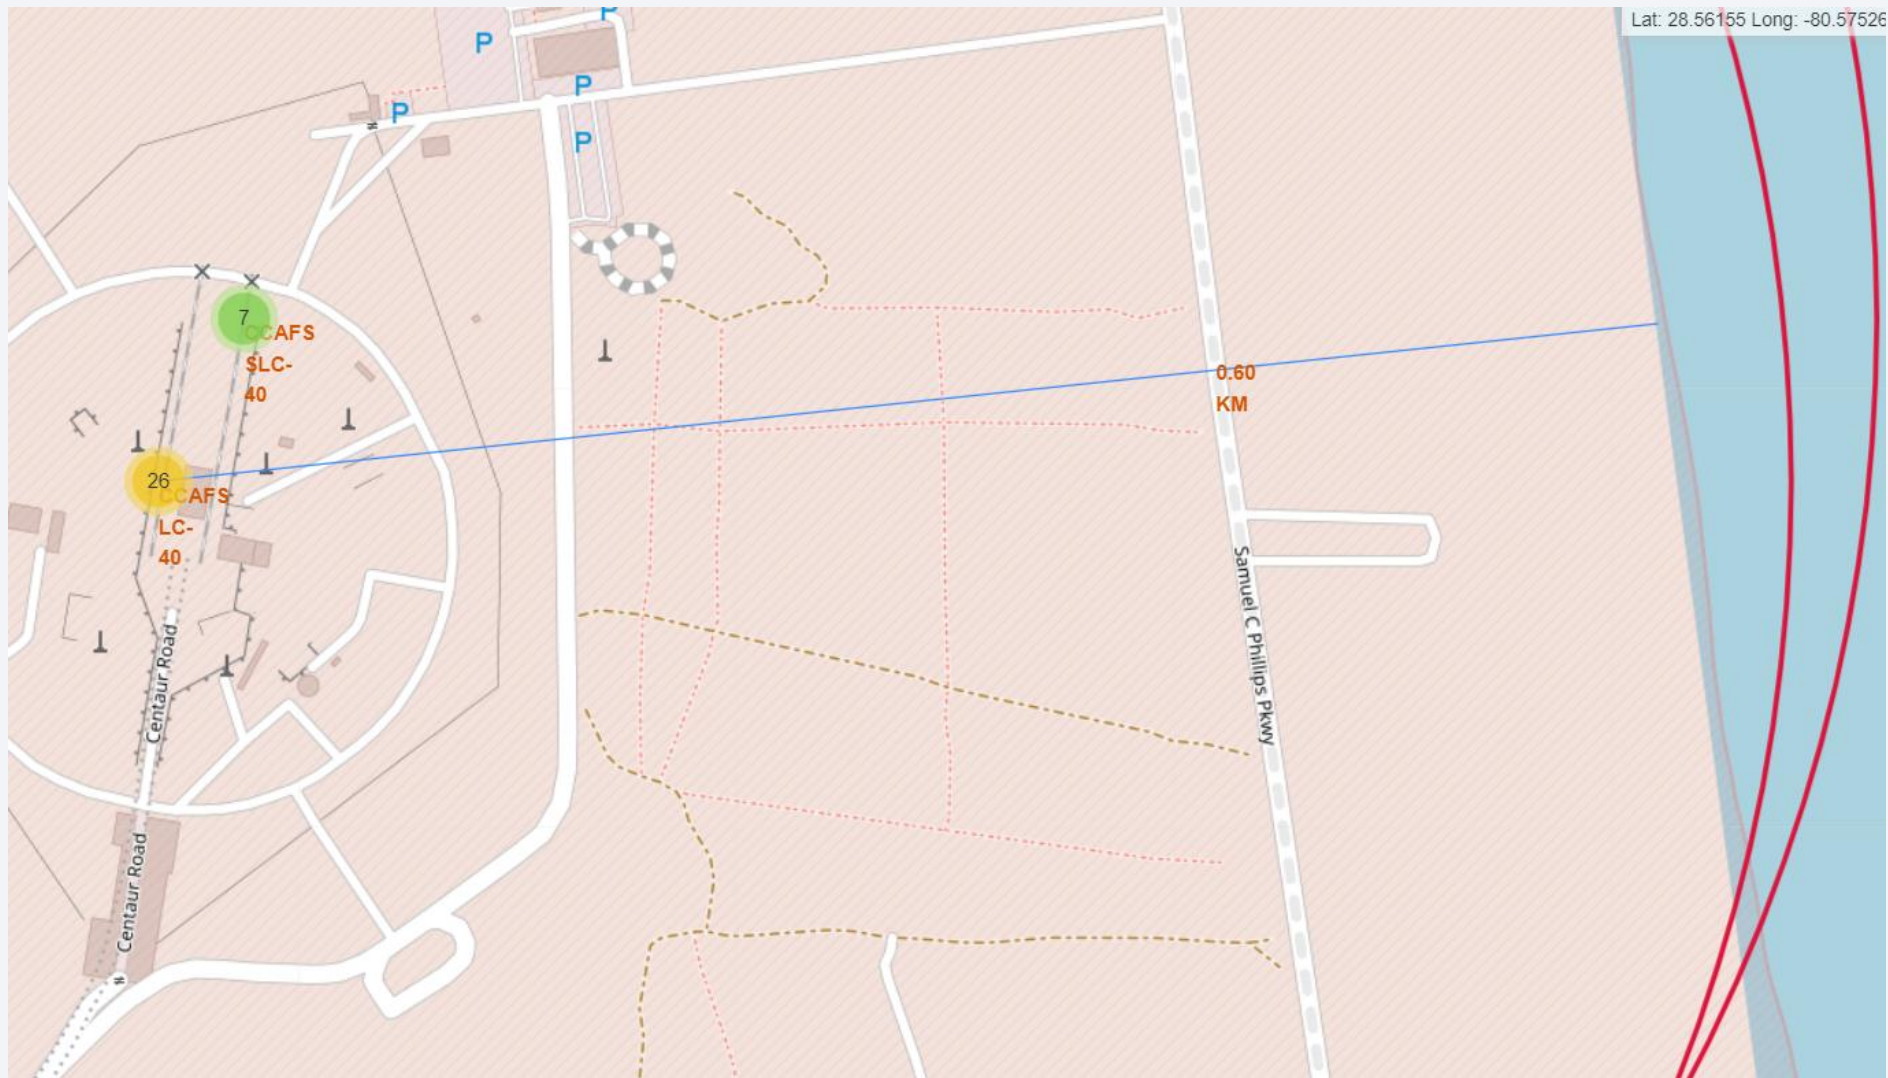 Lat: 28.56155 Long: -80.57526
P
P
P
P
P
7
CCAFS
SLC-
40
0.60
KM
26
CCAFS
LC-
40
Samuel C Phillips Pkwy
Centaur Road
Centaur Road